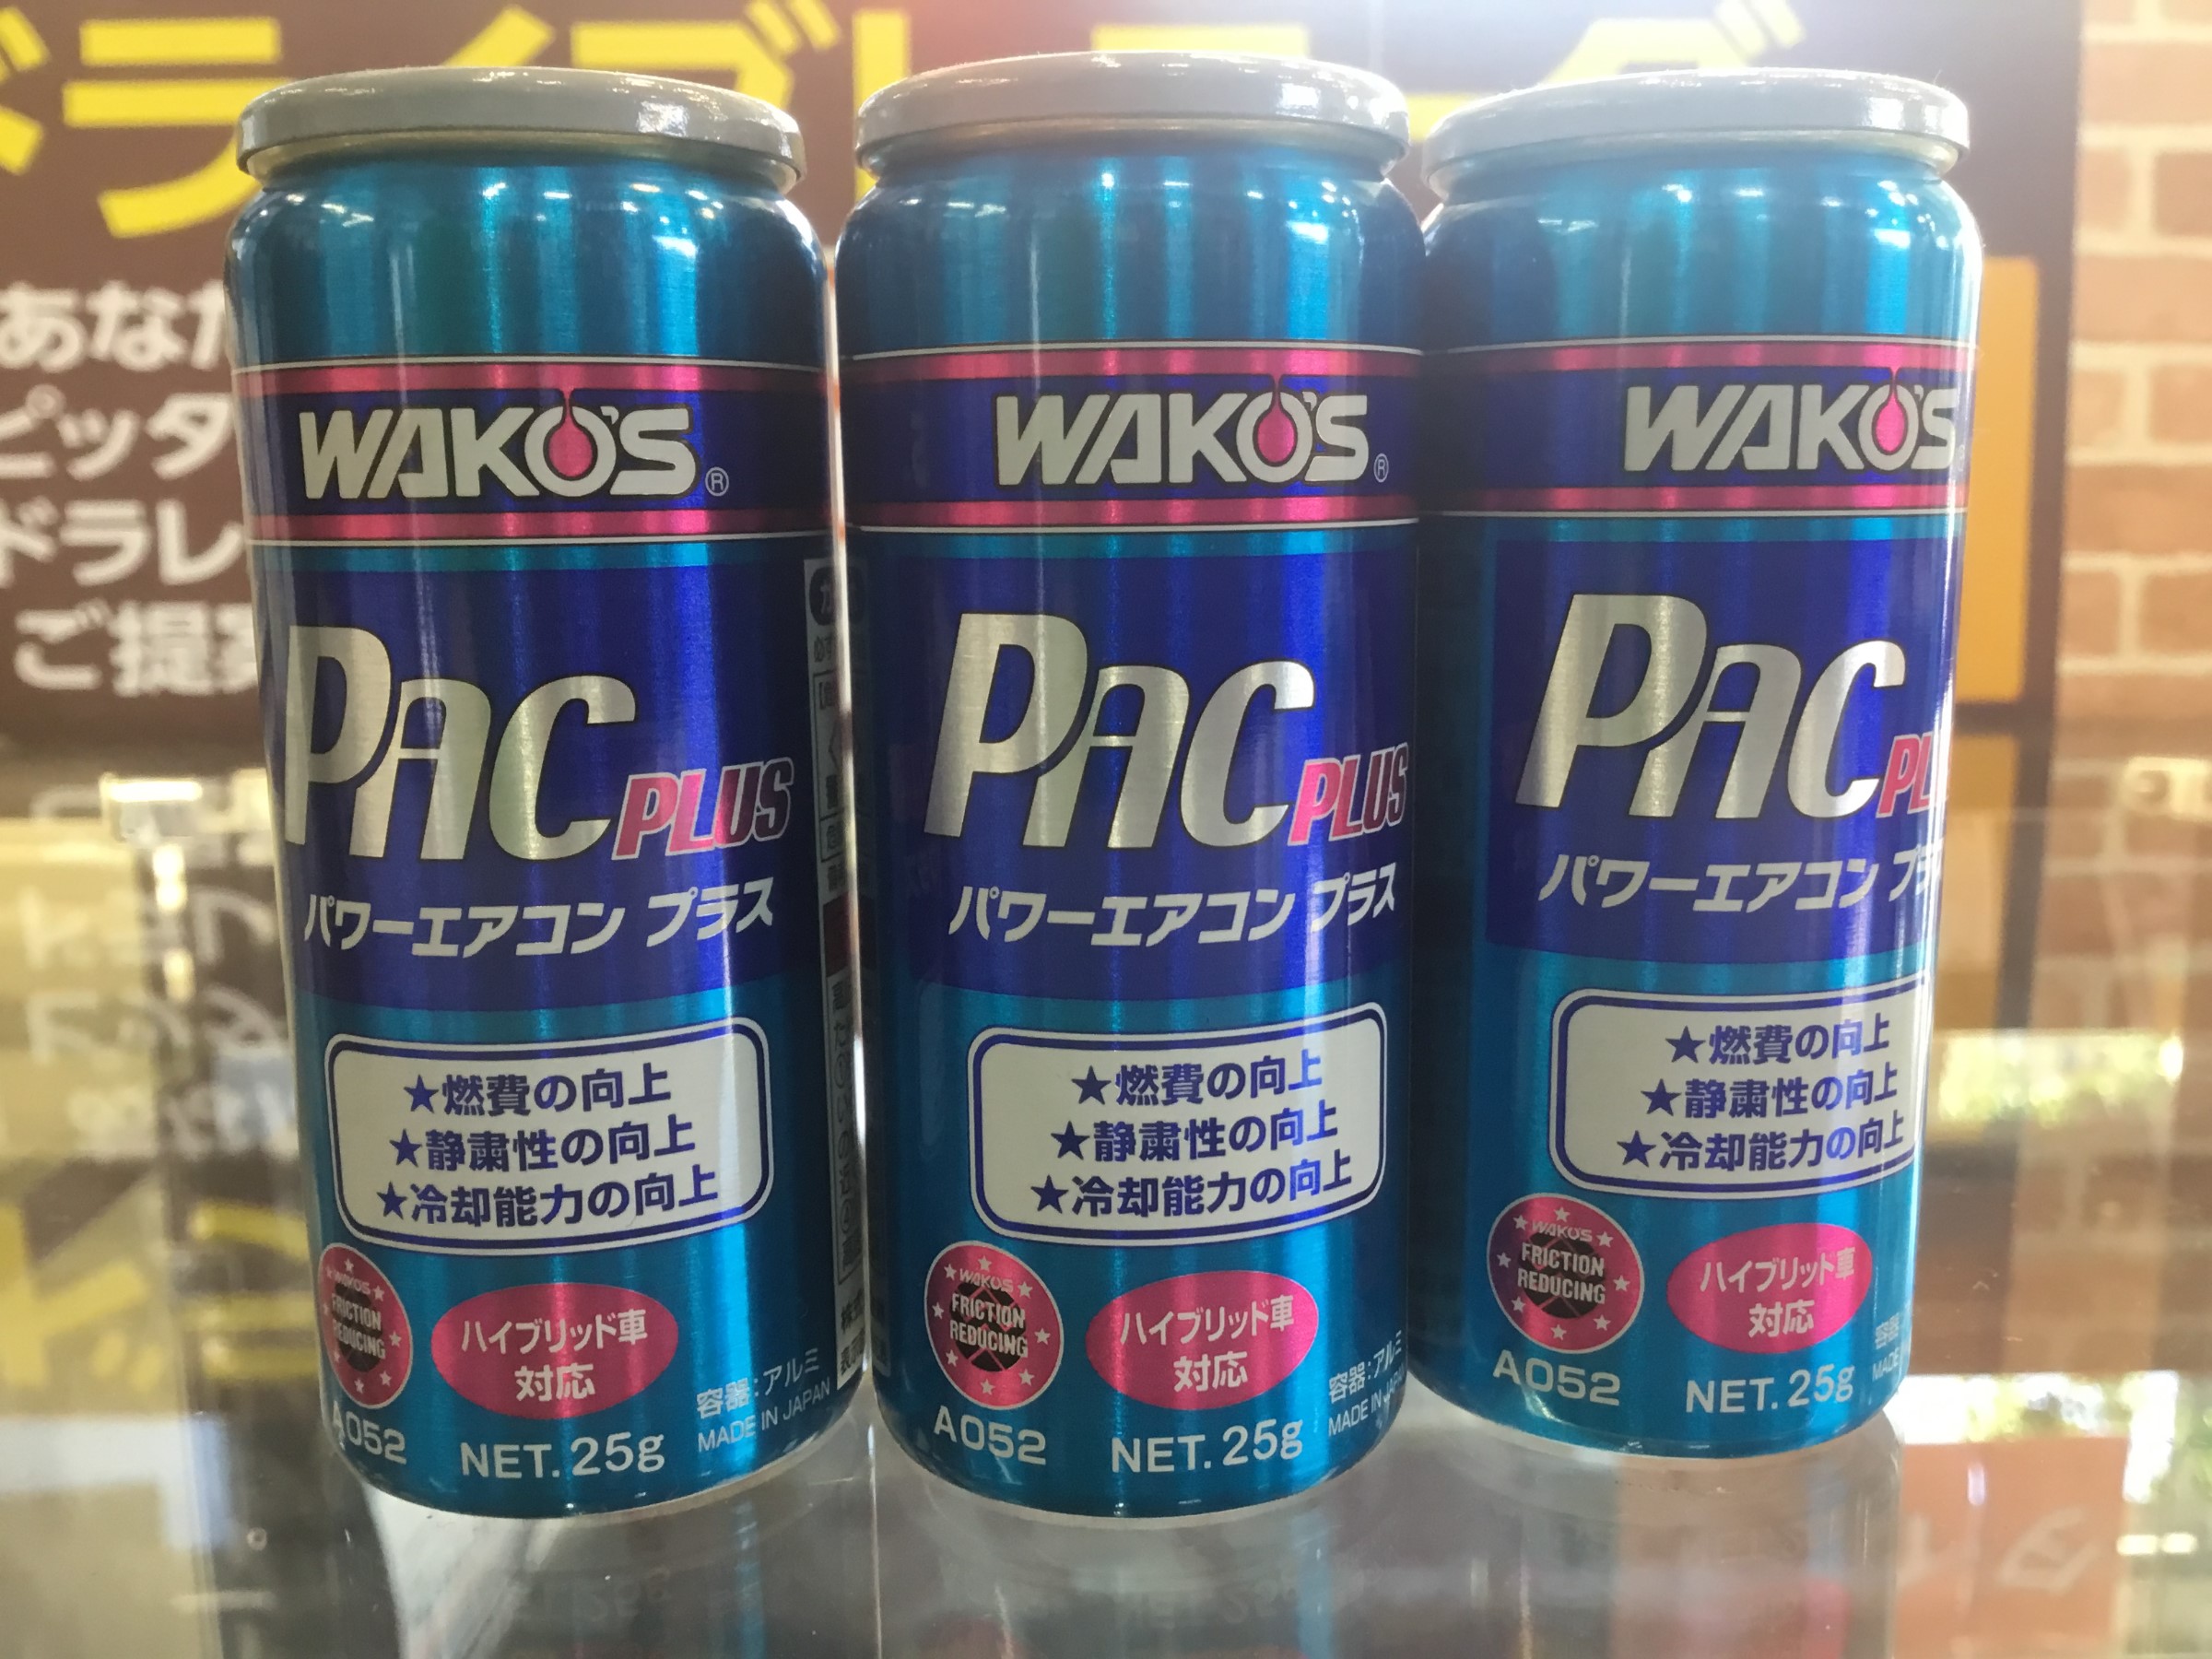 あな
ピッタ
ドラレ
ご提案
WAKO'S®
PAC PLUS
パワーエアコン プラス
★燃費の向上
★静粛性の向上
★冷却能力の向上
WAKO'S
FRICTION
REDUCING
ハイブリッド車
対応
A052
NET. 25g
容器:アルミ
MADE IN JAPAN
WAKO'S®
PAC PLUS
パワーエアコン プラス
★燃費の向上
★静粛性の向上
★冷却能力の向上
WAKO'S
FRICTION
REDUCING
ハイブリッド車
対応
A052
NET. 25g
容器:アルミ
MADE IN JAPAN
WAKO'S
PAC PL
パワーエアコン プラ
★燃費の向上
★静粛性の向上
★冷却能力の向上
WAKO'S
FRICTION
REDUCING
ハイブリッド車
対応
A052
NET. 25g
容器
MADE